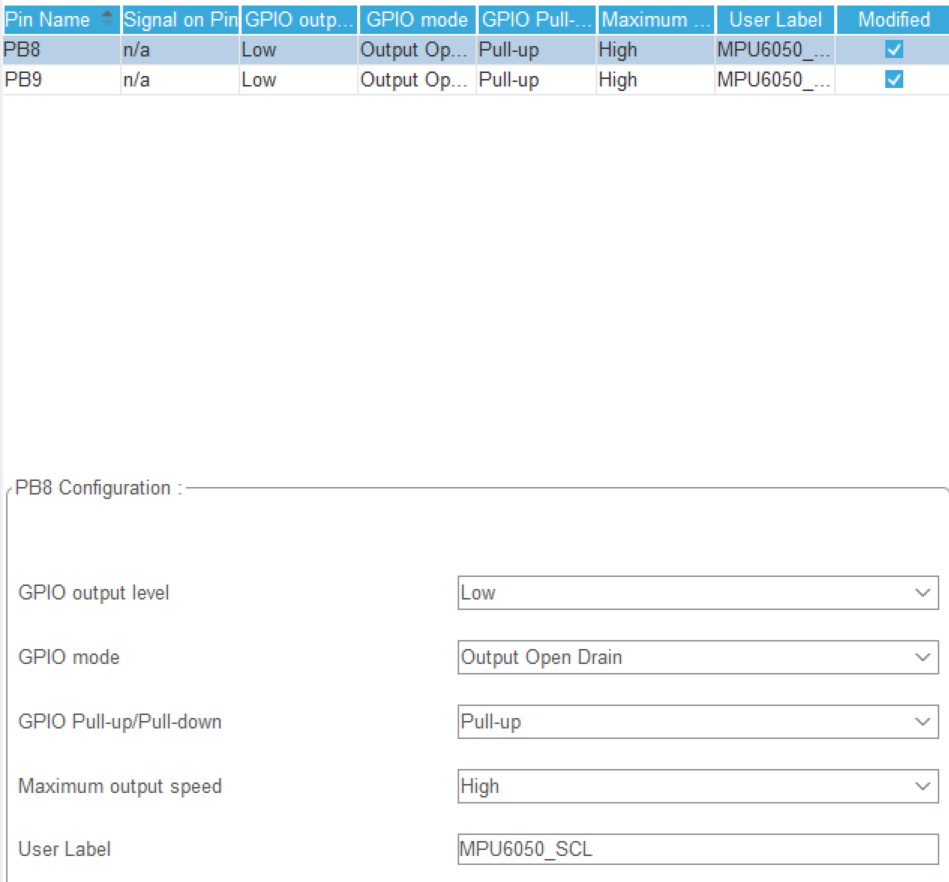 Pin Name Signal on Pin GPIO outp... GPIO mode GPIO Pull-... Maximum ... User Label Modified
PB8 n/a Low Output Op... Pull-up High MPU6050_...
PB9 n/a Low Output Op... Pull-up High MPU6050_...
PB8 Configuration :
GPIO output level Low
GPIO mode Output Open Drain
GPIO Pull-up/Pull-down Pull-up
Maximum output speed High
User Label MPU6050_SCL